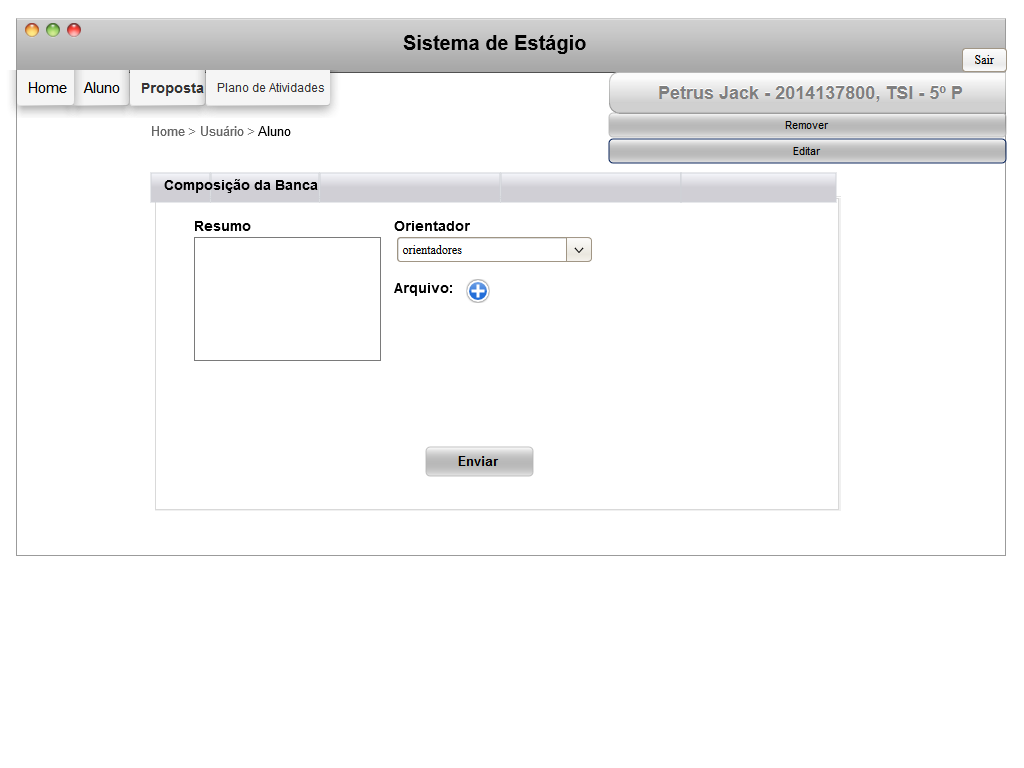 Sistema de Estágio
Sair
Home Aluno Proposta Plano de Atividades
Petrus Jack - 2014137800, TSI - 5º P
Remover
Home > Usuário > Aluno
Editar
Composição da Banca
Resumo Orientador
orientadores
Arquivo:
Enviar